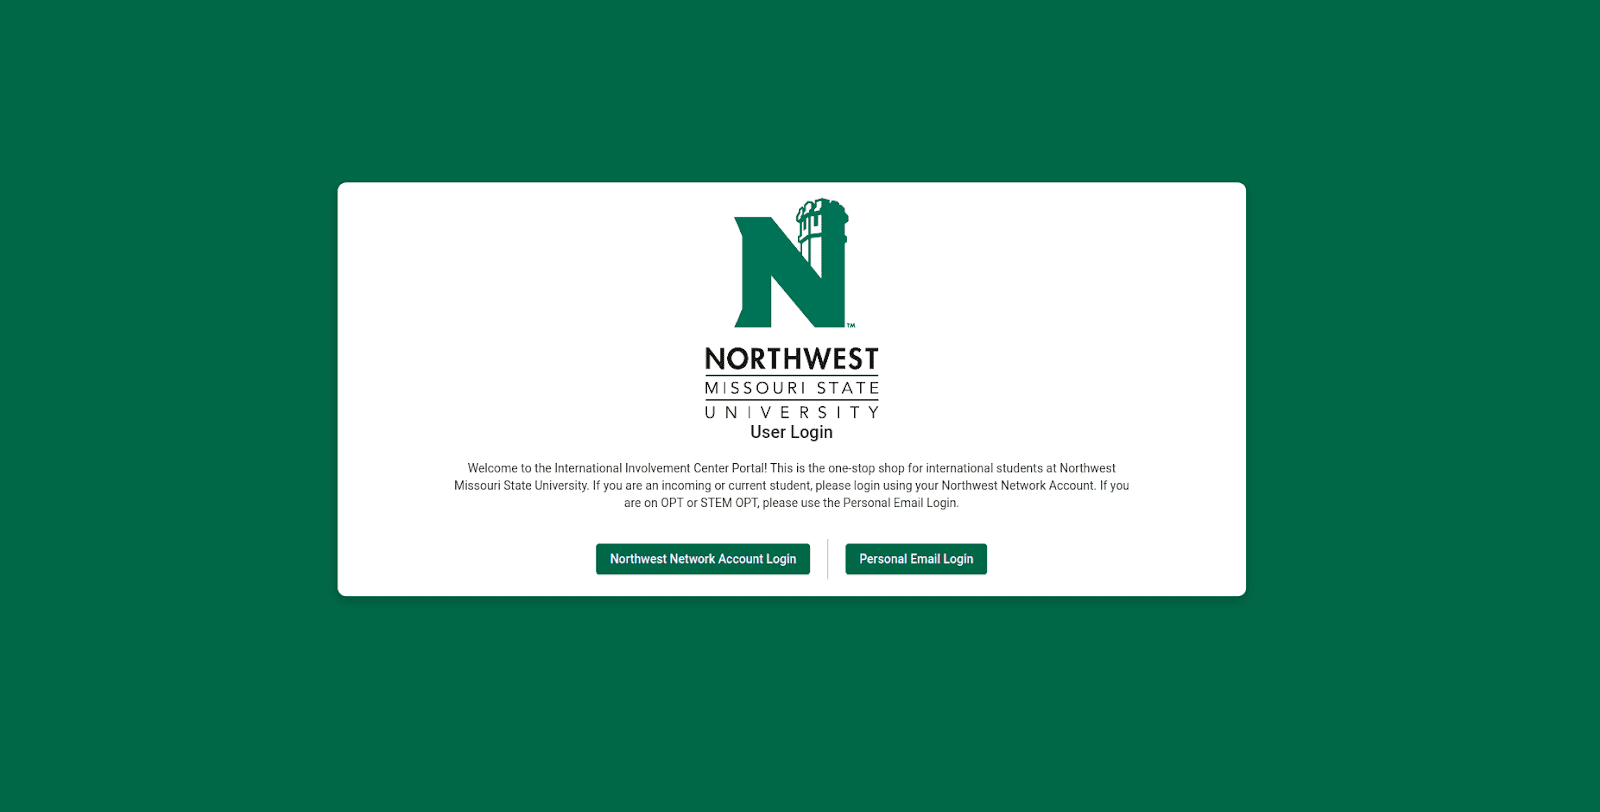 N™
NORTHWEST
MISSOURI STATE
UNIVERSITY
User Login
Welcome to the International Involvement Center Portal! This is the one-stop shop for international students at Northwest
Missouri State University. If you are an incoming or current student, please login using your Northwest Network Account. If you
are on OPT or STEM OPT, please use the Personal Email Login.
Northwest Network Account Login
Personal Email Login